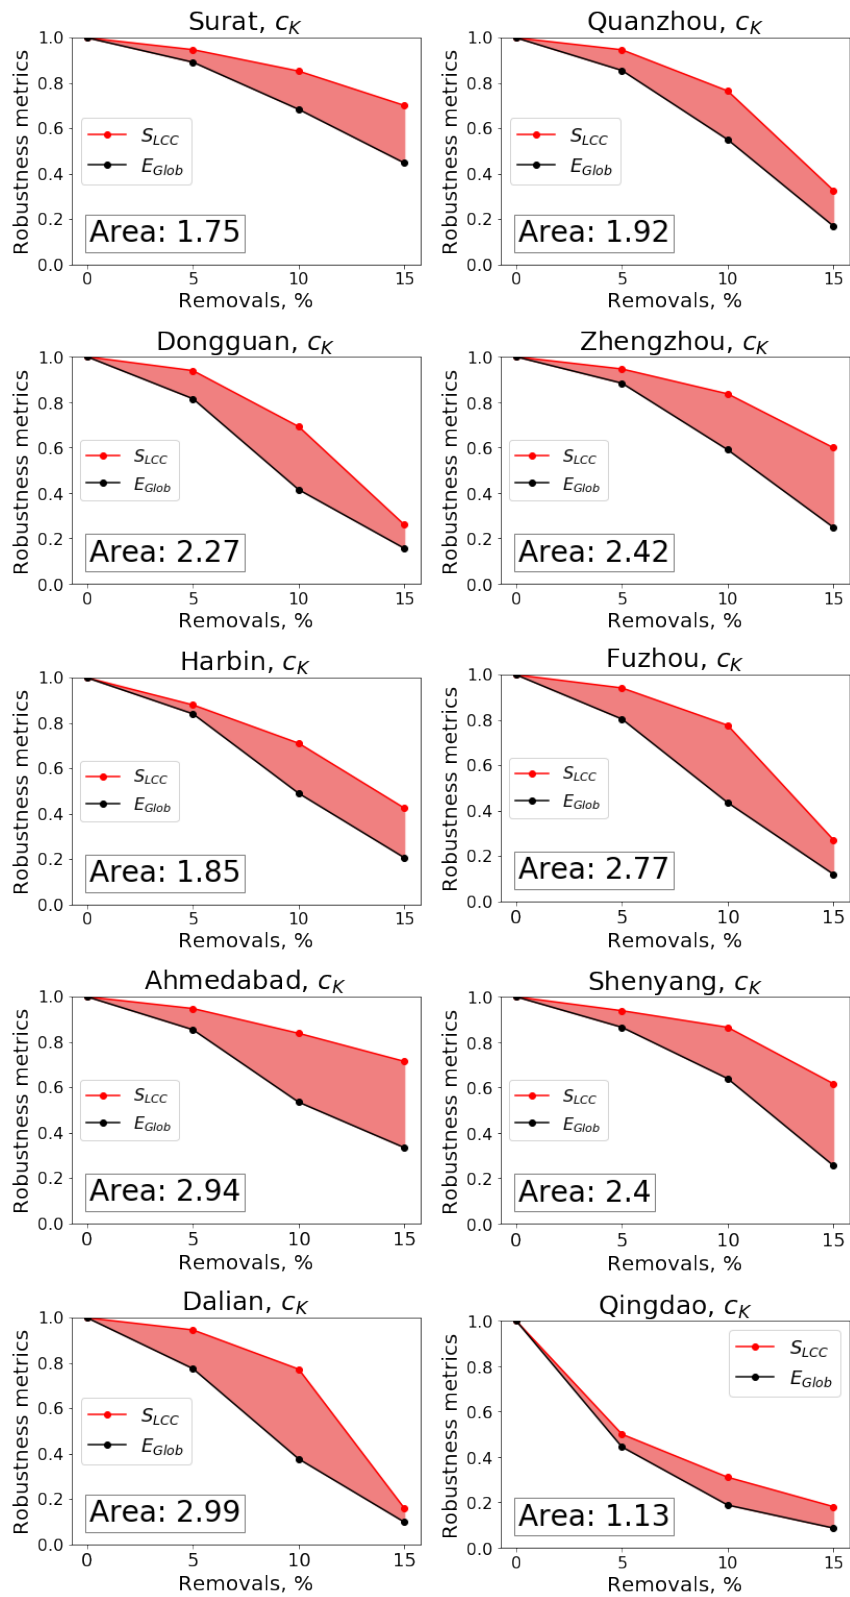 Surat, c_K
Robustness metrics
1.0
0.8
0.6
0.4
0.2
0.0
S_LCC
E_Glob
Area: 1.75
0 5 10 15
Removals, %
Quanzhou, c_K
Robustness metrics
1.0
0.8
0.6
0.4
0.2
0.0
S_LCC
E_Glob
Area: 1.92
0 5 10 15
Removals, %
Dongguan, c_K
Robustness metrics
1.0
0.8
0.6
0.4
0.2
0.0
S_LCC
E_Glob
Area: 2.27
0 5 10 15
Removals, %
Zhengzhou, c_K
Robustness metrics
1.0
0.8
0.6
0.4
0.2
0.0
S_LCC
E_Glob
Area: 2.42
0 5 10 15
Removals, %
Harbin, c_K
Robustness metrics
1.0
0.8
0.6
0.4
0.2
0.0
S_LCC
E_Glob
Area: 1.85
0 5 10 15
Removals, %
Fuzhou, c_K
Robustness metrics
1.0
0.8
0.6
0.4
0.2
0.0
S_LCC
E_Glob
Area: 2.77
0 5 10 15
Removals, %
Ahmedabad, c_K
Robustness metrics
1.0
0.8
0.6
0.4
0.2
0.0
S_LCC
E_Glob
Area: 2.94
0 5 10 15
Removals, %
Shenyang, c_K
Robustness metrics
1.0
0.8
0.6
0.4
0.2
0.0
S_LCC
E_Glob
Area: 2.4
0 5 10 15
Removals, %
Dalian, c_K
Robustness metrics
1.0
0.8
0.6
0.4
0.2
0.0
S_LCC
E_Glob
Area: 2.99
0 5 10 15
Removals, %
Qingdao, c_K
Robustness metrics
1.0
0.8
0.6
0.4
0.2
0.0
S_LCC
E_Glob
Area: 1.13
0 5 10 15
Removals, %